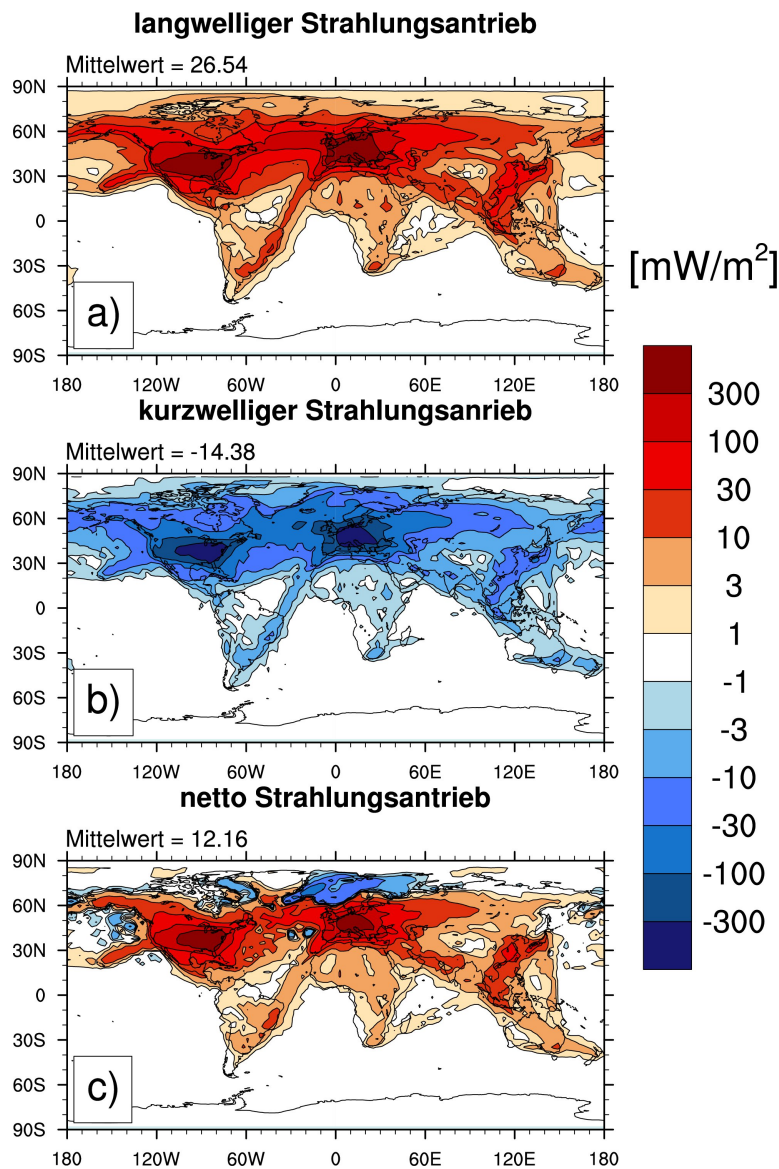 langwelliger Strahlungsantrieb
Mittelwert = 26.54
90N
60N
30N
0
30S
60S
90S
a)
180 120W 60W 0 60E 120E 180
kurzwelliger Strahlungsanrieb
Mittelwert = -14.38
90N
60N
30N
0
30S
60S
90S
b)
180 120W 60W 0 60E 120E 180
netto Strahlungsantrieb
Mittelwert = 12.16
90N
60N
30N
0
30S
60S
90S
c)
180 120W 60W 0 60E 120E 180
[mW/m²]
300
100
30
10
3
1
-1
-3
-10
-30
-100
-300